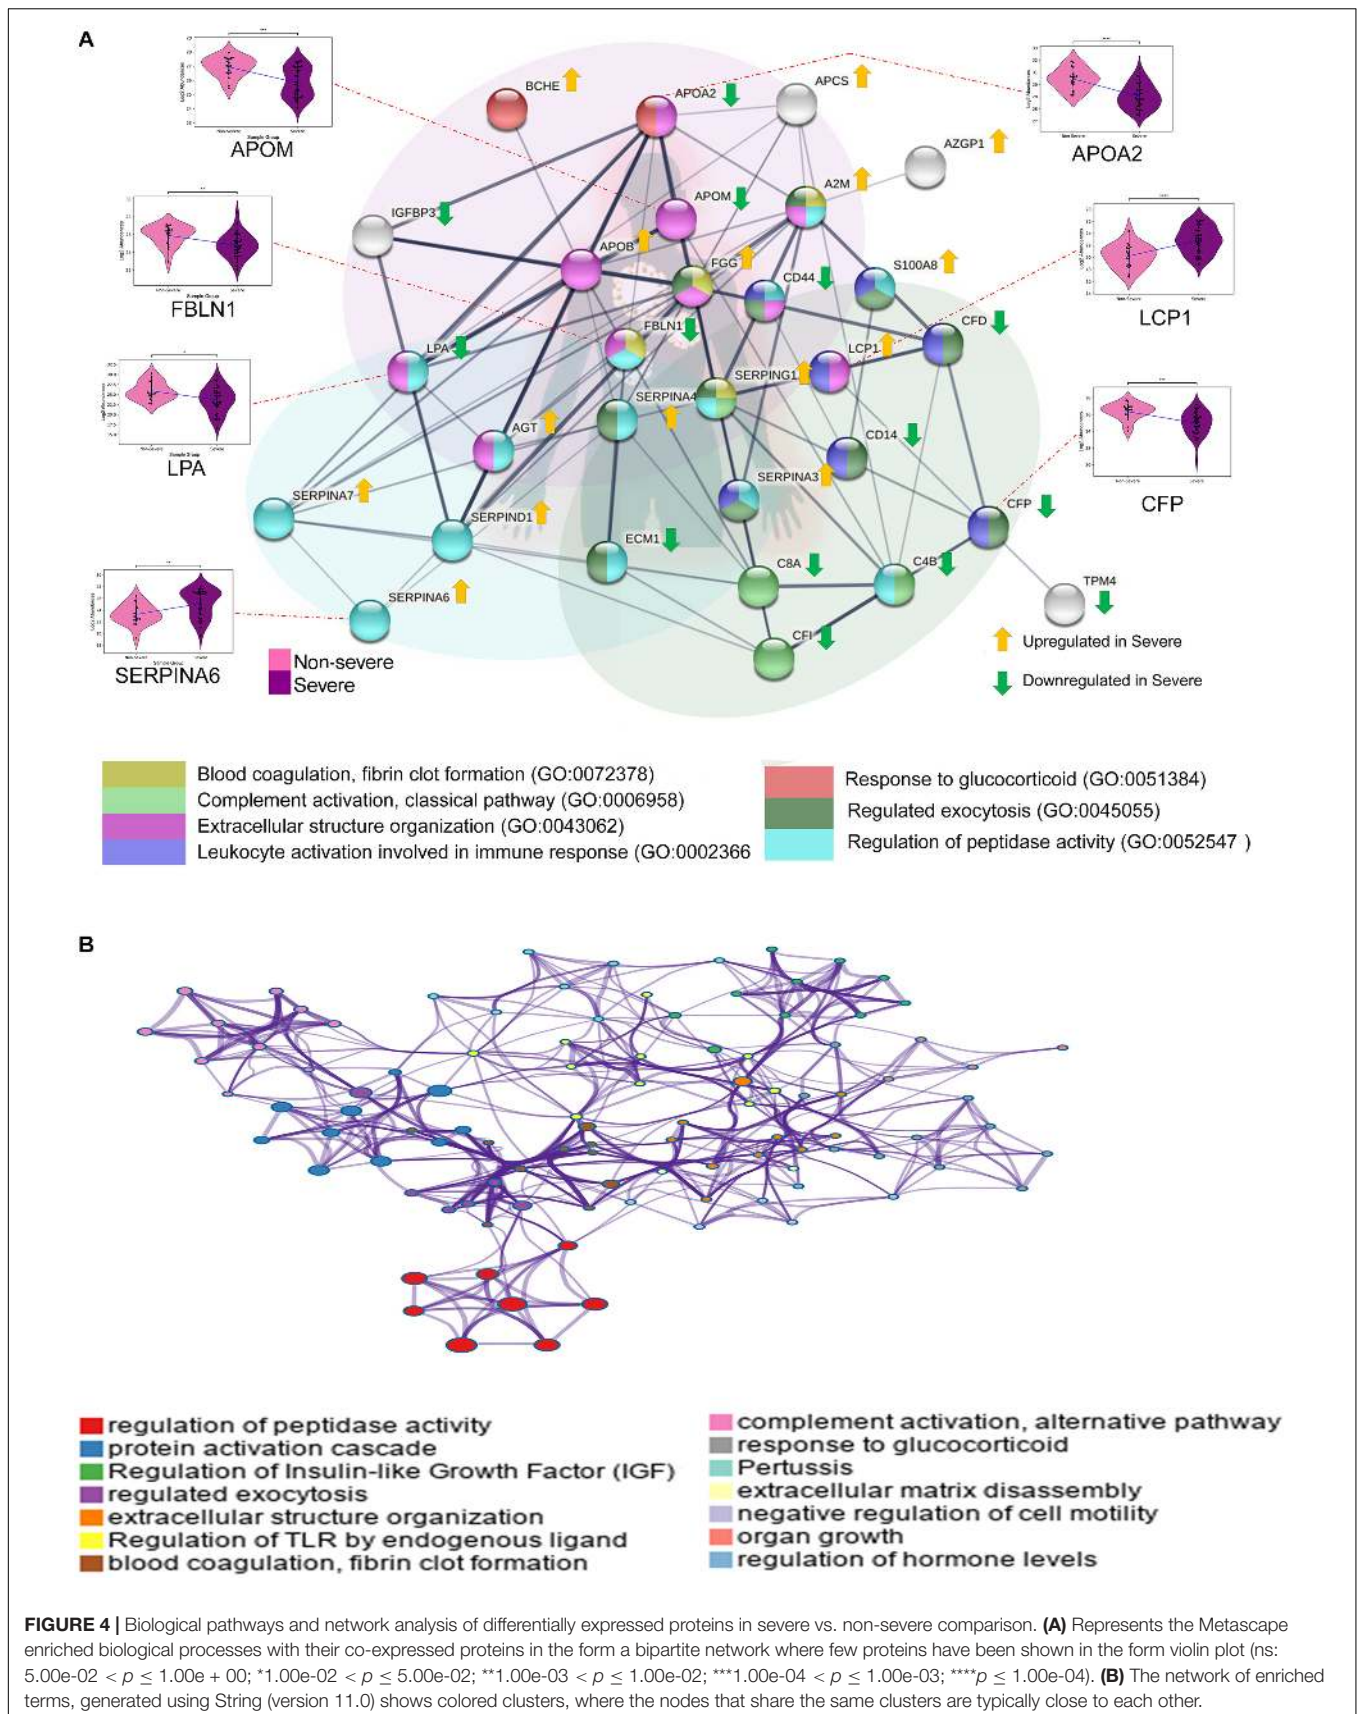 A
APOM
FBLN1
LPA
SERPINA6
APOA2
LCP1
CFP
Sample Group
Non-Severe
Severe
BCHE
APOA2
APCS
AZGP1
IGFBP3
APOM
A2M
APOB
FGG
CD44
S100A8
LPA
FBLN1
LCP1
CFD
SERPING1
SERPINA4
AGT
CD14
SERPINA3
SERPINA7
SERPIND1
CFP
ECM1
C8A
C4B
TPM4
SERPINA6
CFI
Non-severe
Severe
Upregulated in Severe
Downregulated in Severe
Blood coagulation, fibrin clot formation (GO:0072378)
Complement activation, classical pathway (GO:0006958)
Extracellular structure organization (GO:0043062)
Leukocyte activation involved in immune response (GO:0002366
Response to glucocorticoid (GO:0051384)
Regulated exocytosis (GO:0045055)
Regulation of peptidase activity (GO:0052547 )
B
regulation of peptidase activity
protein activation cascade
Regulation of Insulin-like Growth Factor (IGF)
regulated exocytosis
extracellular structure organization
Regulation of TLR by endogenous ligand
blood coagulation, fibrin clot formation
complement activation, alternative pathway
response to glucocorticoid
Pertussis
extracellular matrix disassembly
negative regulation of cell motility
organ growth
regulation of hormone levels
FIGURE 4 | Biological pathways and network analysis of differentially expressed proteins in severe vs. non-severe comparison. (A) Represents the Metascape
enriched biological processes with their co-expressed proteins in the form a bipartite network where few proteins have been shown in the form violin plot (ns:
5.00e-02 < p ≤ 1.00e + 00; *1.00e-02 < p ≤ 5.00e-02; **1.00e-03 < p ≤ 1.00e-02; ***1.00e-04 < p ≤ 1.00e-03; ****p ≤ 1.00e-04). (B) The network of enriched
terms, generated using String (version 11.0) shows colored clusters, where the nodes that share the same clusters are typically close to each other.